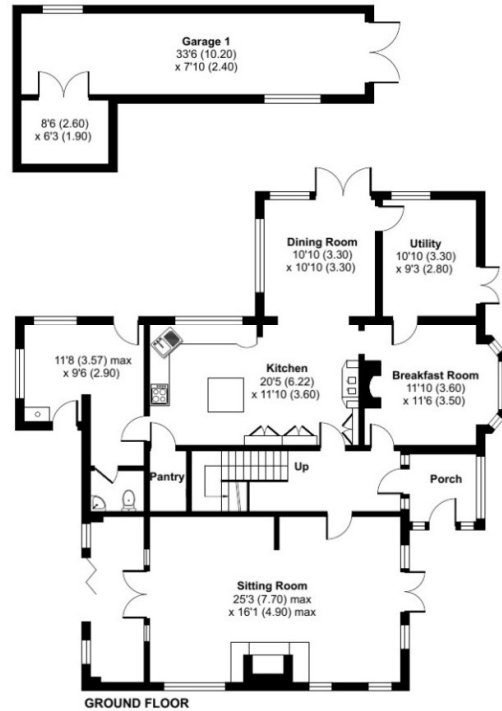 Garage 1
33'6 (10.20)
x 7'10 (2.40)
8'6 (2.60)
x 6'3 (1.90)
Dining Room
10'10 (3.30)
x 10'10 (3.30)
Utility
10'10 (3.30)
x 9'3 (2.80)
11'8 (3.57) max
x 9'6 (2.90)
Kitchen
20'5 (6.22)
x 11'10 (3.60)
Breakfast Room
11'10 (3.60)
x 11'6 (3.50)
Pantry
Up
Porch
Sitting Room
25'3 (7.70) max
x 16'1 (4.90) max
GROUND FLOOR